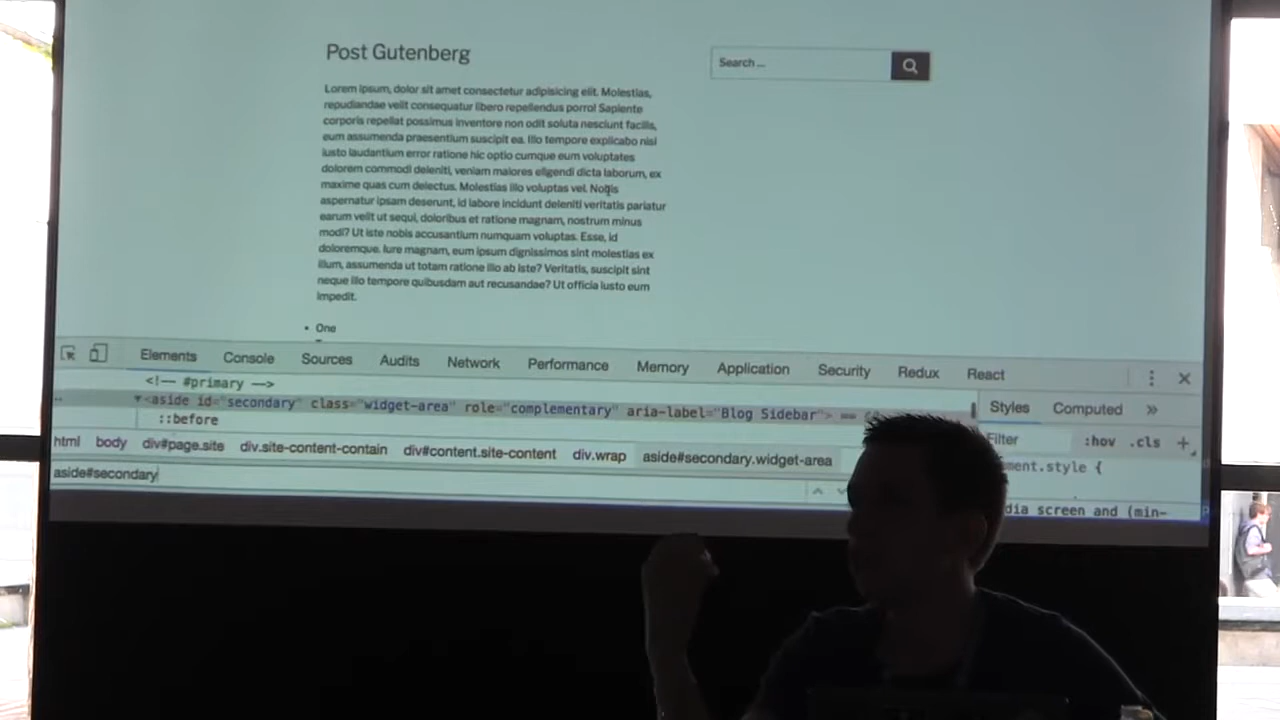 Post Gutenberg
Search ...
Lorem ipsum, dolor sit amet consectetur adipisicing elit. Molestias,
repudiandae velit consequatur libero repellendus porro! Sapiente
corporis repellat possimus inventore non odit soluta nesciunt facilis,
eum assumenda praesentium suscipit ea. Illo tempore explicabo nisi
iusto laudantium error ratione hic optio cumque eum voluptates
dolorem commodi deleniti, veniam maiores eligendi dicta laborum, ex
maxime quas cum delectus. Molestias illo voluptas vel. Nobis
aspernatur ipsam deserunt, id labore incidunt deleniti veritatis pariatur
earum velit ut sequi, doloribus et ratione magnam, nostrum minus
modi? Ut iste nobis accusantium numquam voluptas. Esse, id
doloremque. Iure magnam, eum ipsum dignissimos sint molestias ex
illum, assumenda ut totam ratione illo ab iste? Veritatis, suscipit sint
neque illo tempore quibusdam aut recusandae? Ut officia iusto eum
impedit.
• One
Elements Console Sources Audits Network Performance Memory Application Security Redux React
<!-- #primary -->
<aside id="secondary" class="widget-area" role="complementary" aria-label="Blog Sidebar"> ==
::before
Styles Computed »
Filter :hov .cls +
ment.style {
dia screen and (min-
html body div#page.site div.site-content-contain div#content.site-content div.wrap aside#secondary.widget-area
aside#secondary